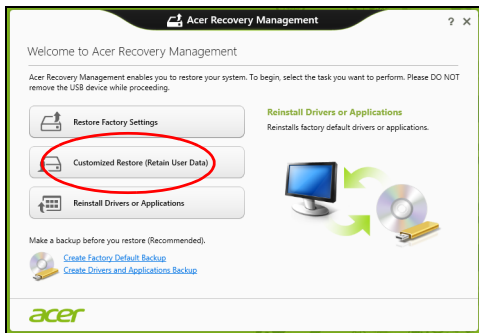 Acer Recovery Management
? X
Welcome to Acer Recovery Management
Acer Recovery Management enables you to restore your system. To begin, select the task you want to perform. Please DO NOT
remove the USB device while proceeding.
Restore Factory Settings
Customized Restore (Retain User Data)
Reinstall Drivers or Applications
Reinstall Drivers or Applications
Reinstalls factory default drivers or applications.
Make a backup before you restore (Recommended).
Create Factory Default Backup
Create Drivers and Applications Backup
acer